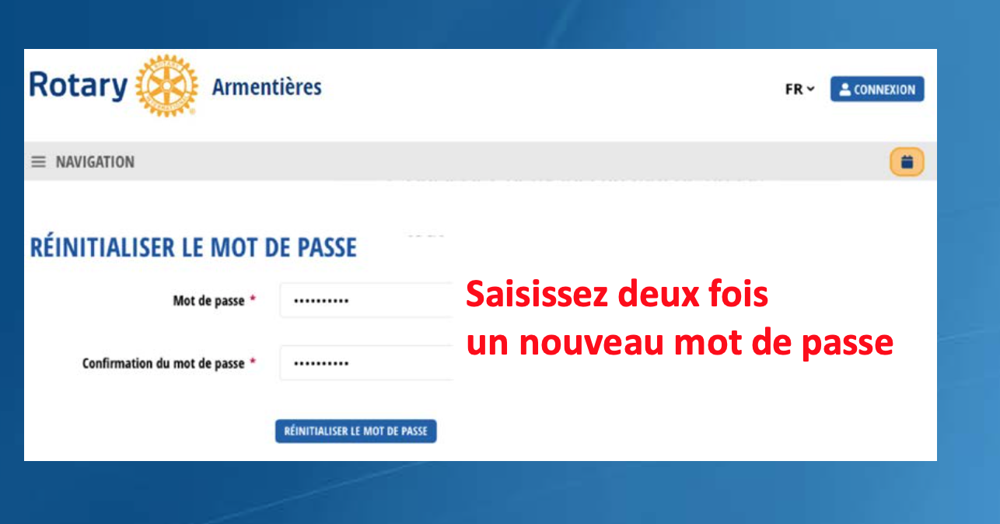 Rotary Armentières
FR CONNEXION
NAVIGATION
RÉINITIALISER LE MOT DE PASSE
Mot de passe * ••••••••••
Saisissez deux fois
un nouveau mot de passe
Confirmation du mot de passe * ••••••••••
RÉINITIALISER LE MOT DE PASSE